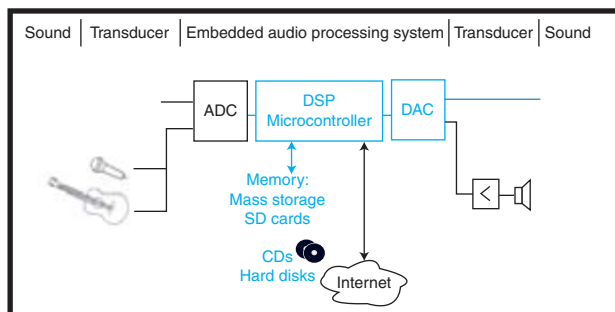 Sound | Transducer | Embedded audio processing system | Transducer | Sound
ADC
DSP
Microcontroller
DAC
Memory:
Mass storage
SD cards
CDs
Hard disks
Internet